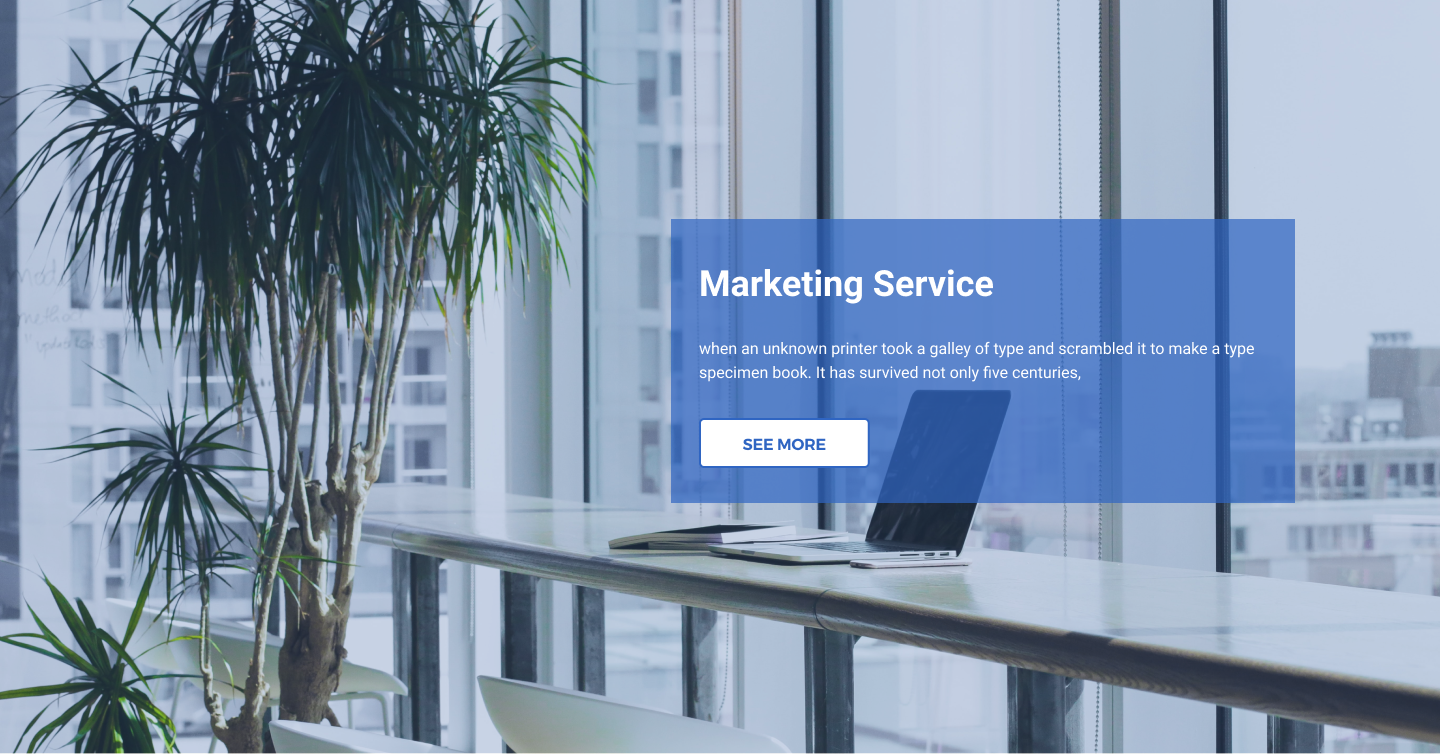 Marketing Service
when an unknown printer took a galley of type and scrambled it to make a type
specimen book. It has survived not only five centuries,
SEE MORE